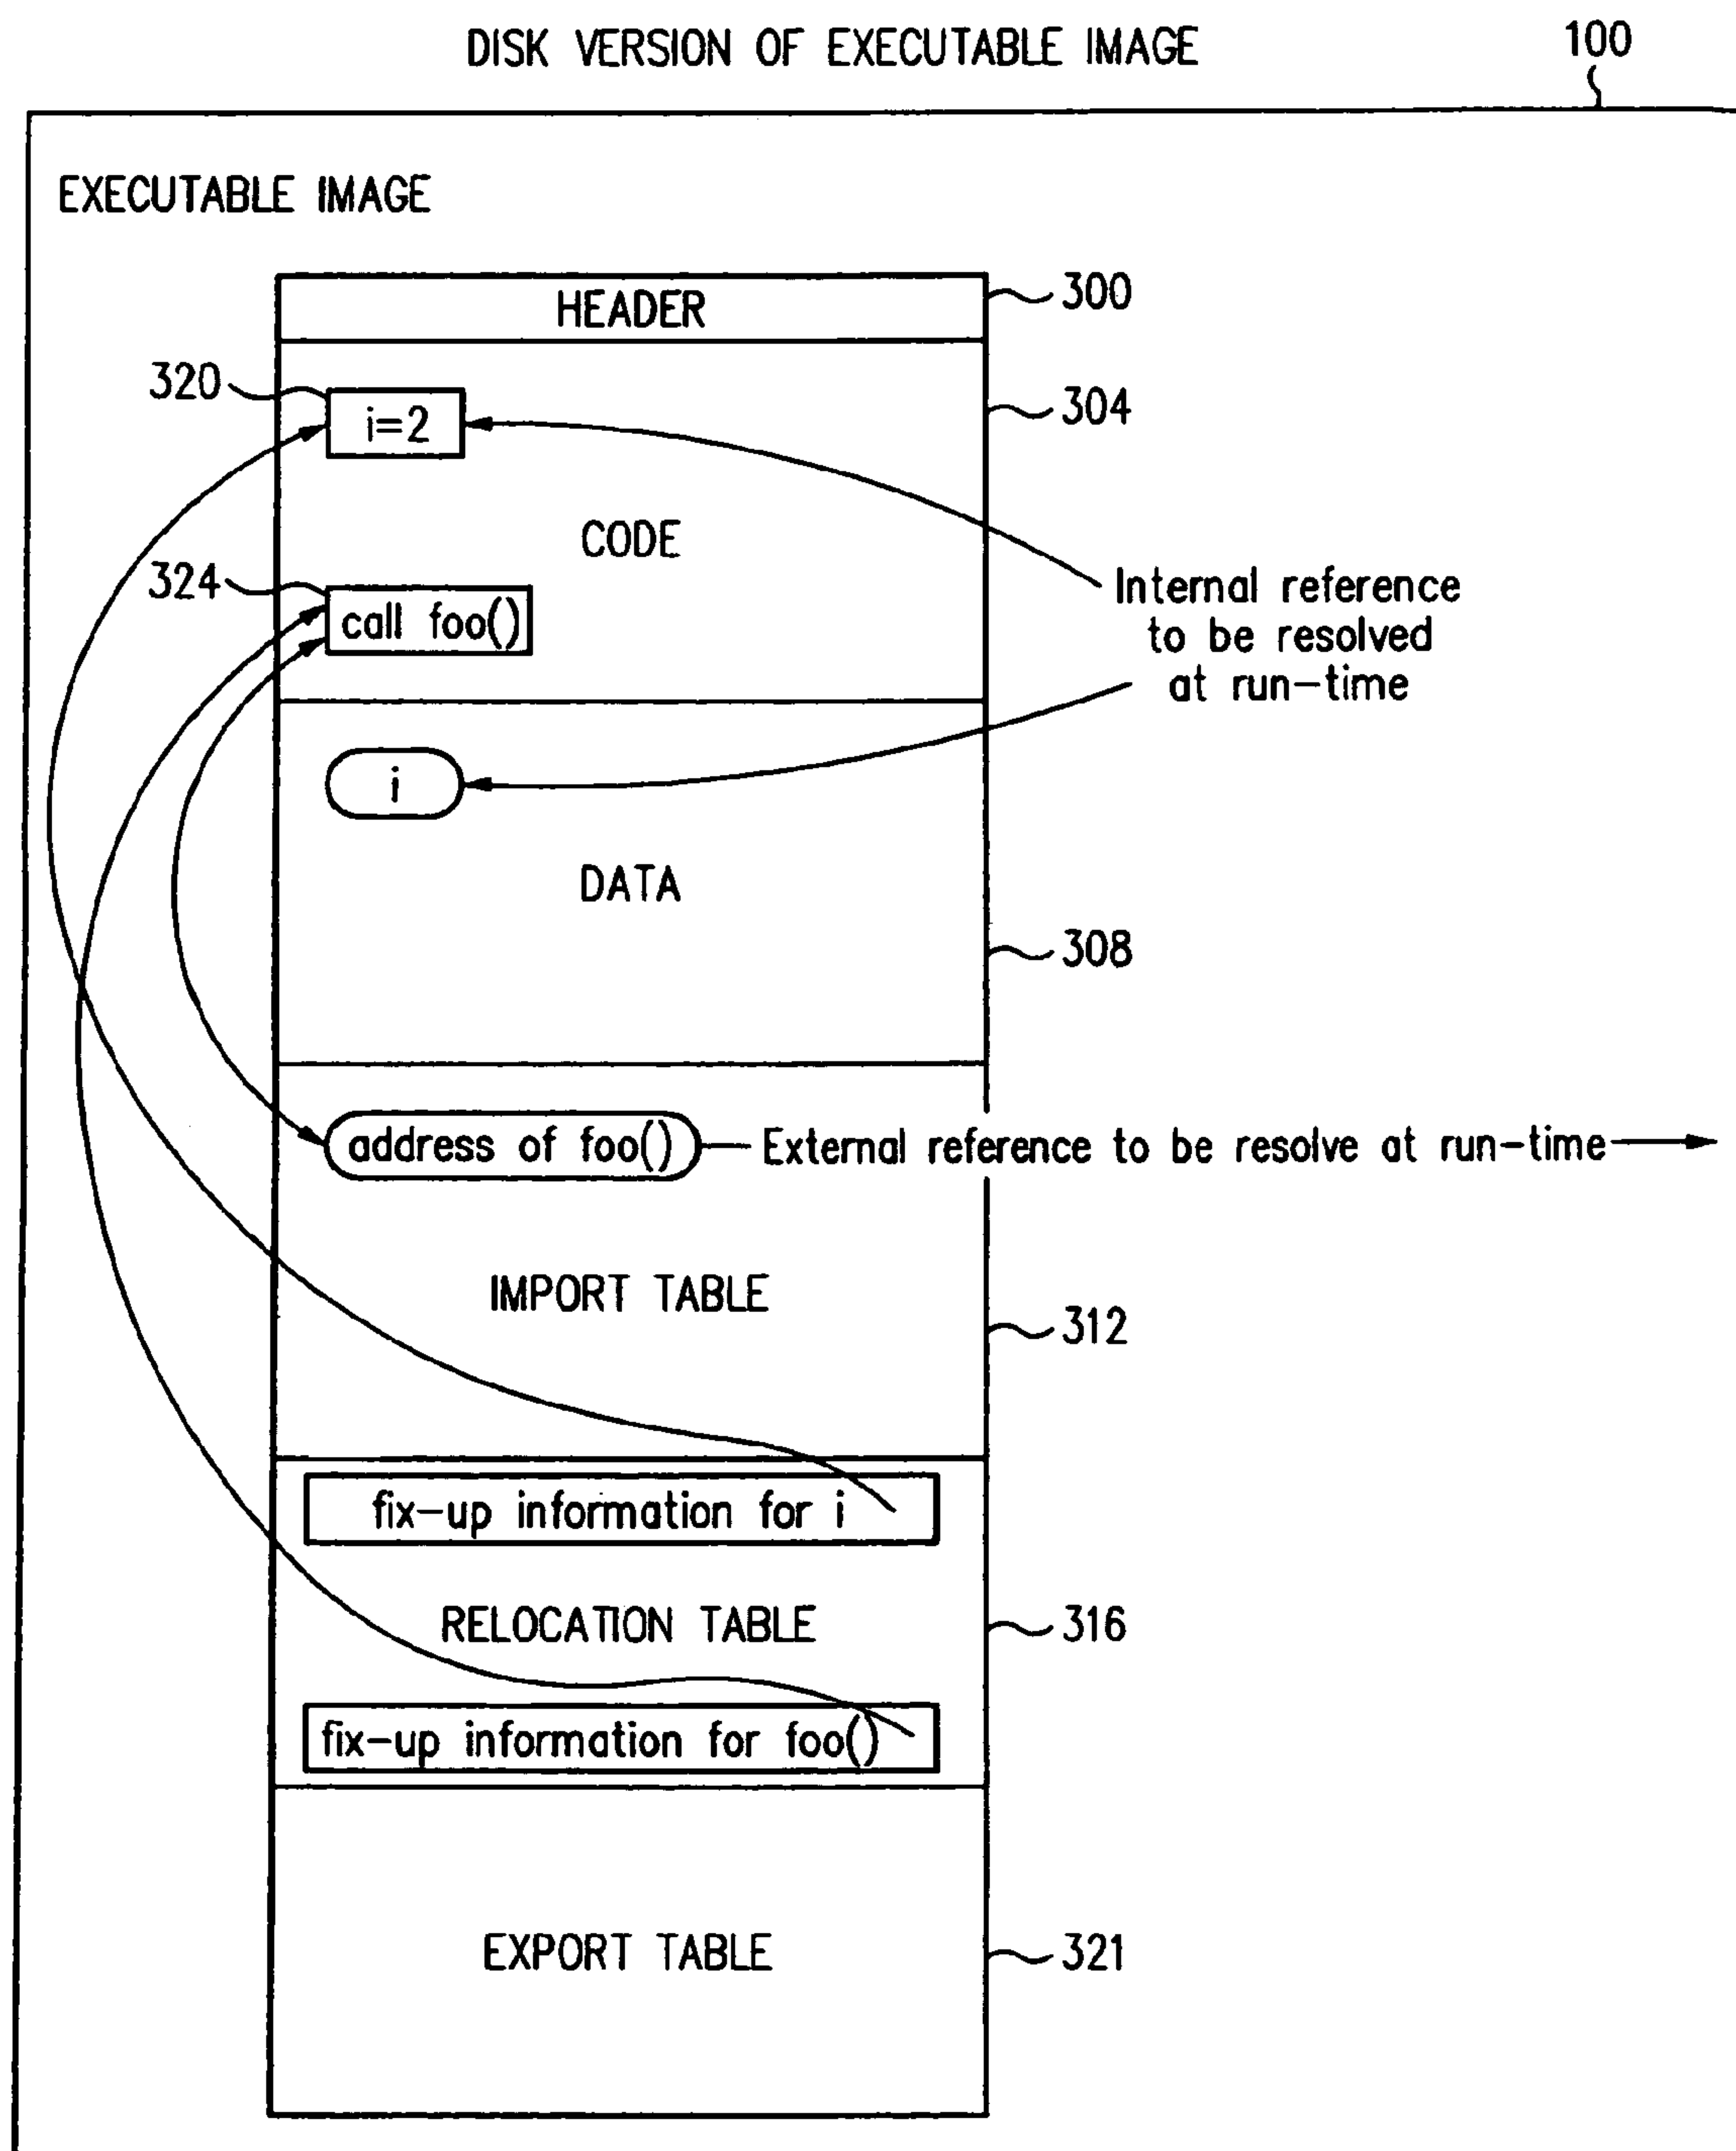 DISK VERSION OF EXECUTABLE IMAGE
100
EXECUTABLE IMAGE
HEADER
300
320
i=2
304
CODE
324
call foo()
Internal reference
to be resolved
at run-time
i
DATA
308
address of foo()
External reference to be resolve at run-time
IMPORT TABLE
312
fix-up information for i
RELOCATION TABLE
316
fix-up information for foo()
EXPORT TABLE
321